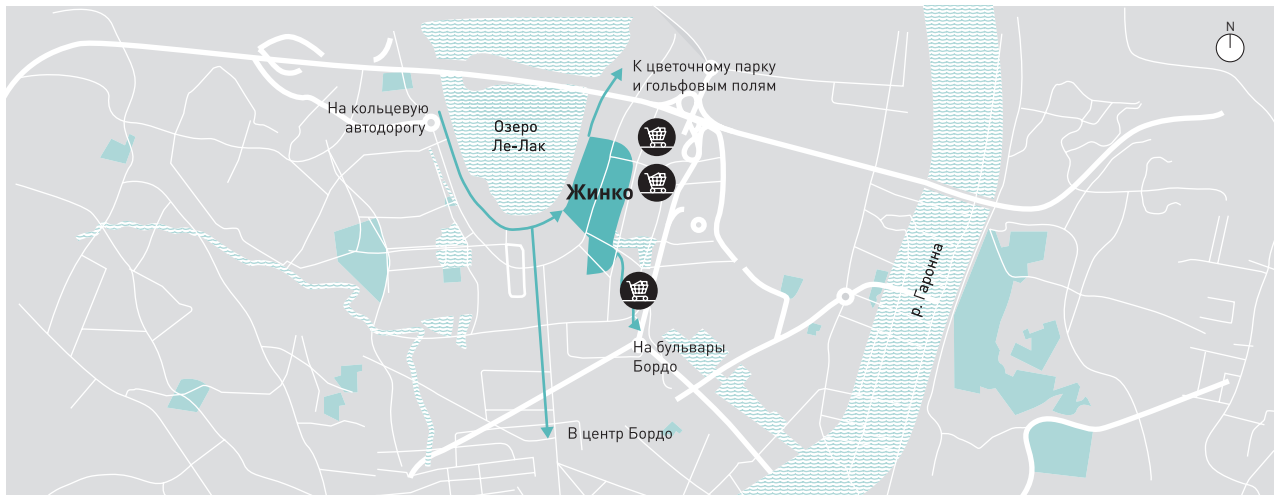 N
К цветочному парку
и гольфовым полям
На кольцевую
автодорогу
Озеро
Ле-Лак
Жинко
р. Гаронна
На бульвары
Бордо
В центр Бордо